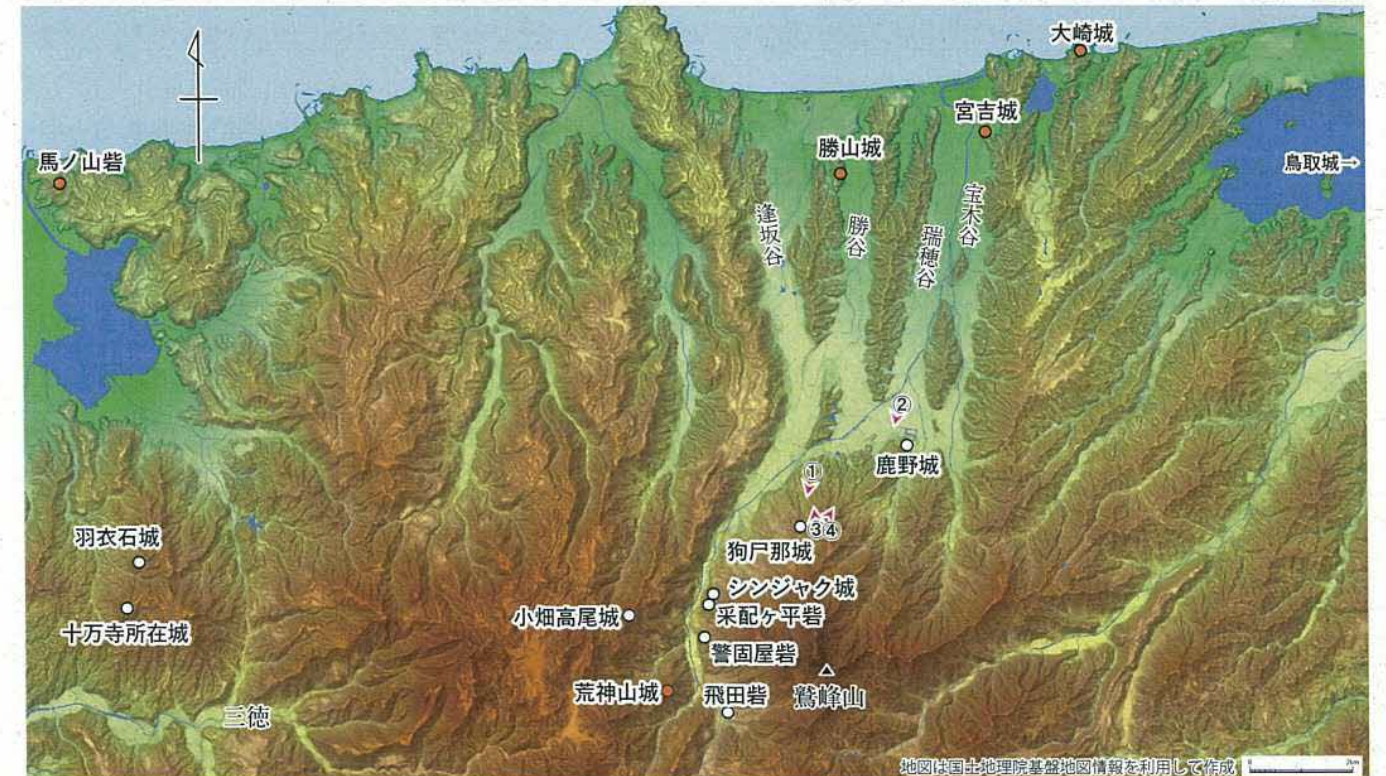 大崎城
宮吉城
勝山城
馬ノ山砦
鳥取城→
逢坂谷
勝谷
瑞穂谷
宝木谷
②
鹿野城
①
③④
狗尸那城
羽衣石城
十万寺所在城
シンジャク城
采配ヶ平砦
小畑高尾城
警固屋砦
荒神山城
飛田砦
鷲峰山
三徳
地図は国土地理院基盤地図情報を利用して作成
0
2km